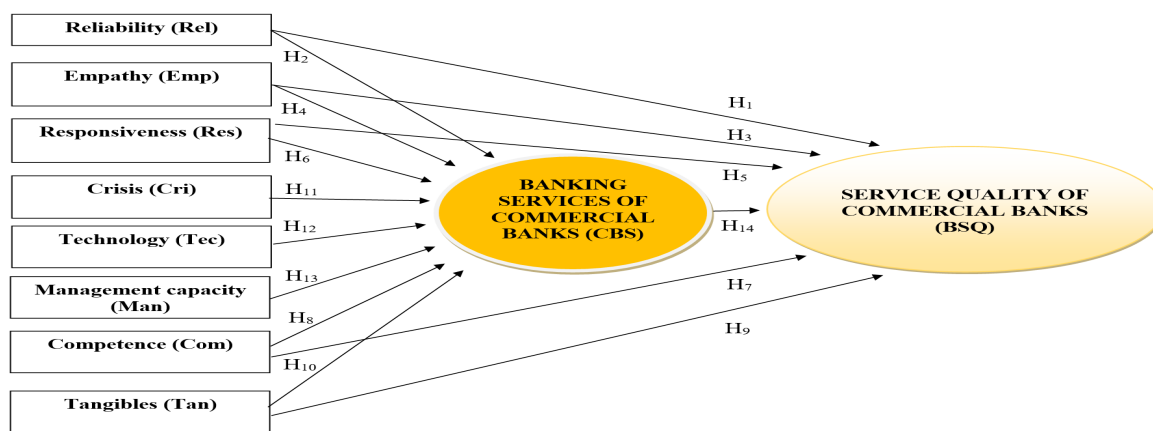 Reliability (Rel)
H2
Empathy (Emp)
H1
H4
Responsiveness (Res)
H3
H6
H5
Crisis (Cri)
H11
BANKING
SERVICES OF
COMMERCIAL
BANKS (CBS)
SERVICE QUALITY OF
COMMERCIAL BANKS
(BSQ)
Technology (Tec)
H12
H14
Management capacity
(Man)
H13
H7
H8
H9
Competence (Com)
H10
Tangibles (Tan)